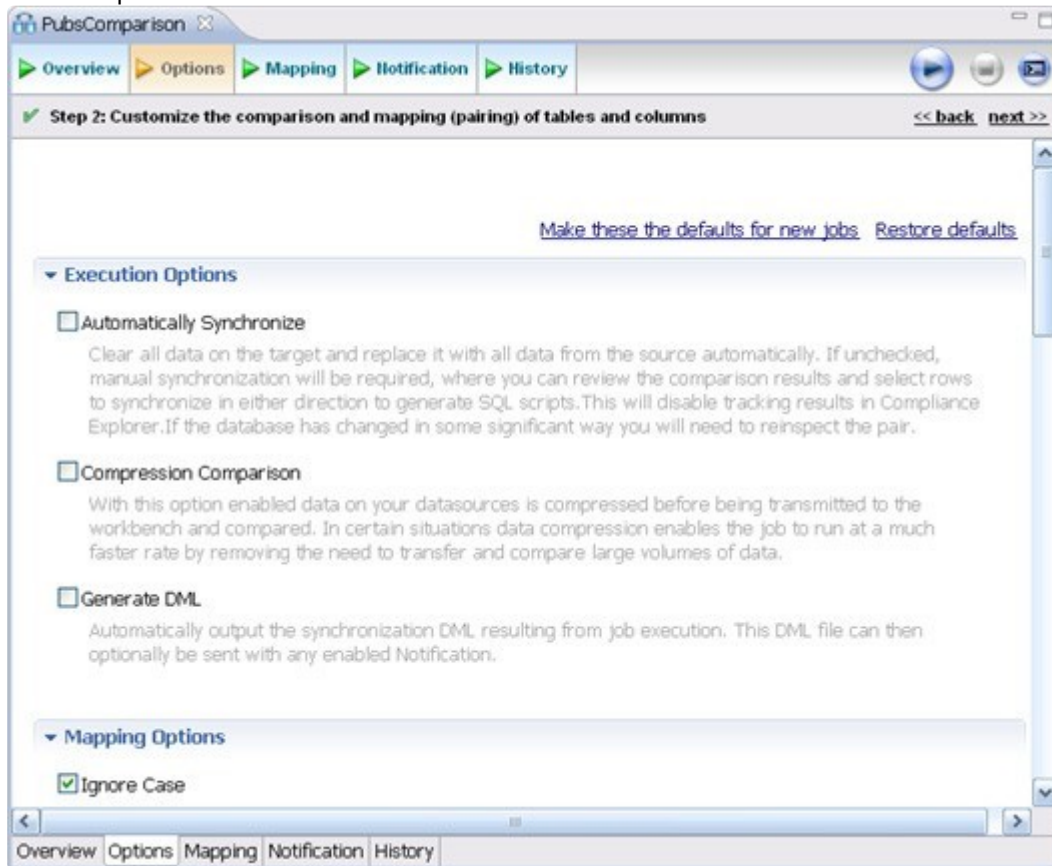 PubsComparison
Overview Options Mapping Notification History
Step 2: Customize the comparison and mapping (pairing) of tables and columns << back next >>
Make these the defaults for new jobs Restore defaults
Execution Options
Automatically Synchronize
Clear all data on the target and replace it with all data from the source automatically. If unchecked,
manual synchronization will be required, where you can review the comparison results and select rows
to synchronize in either direction to generate SQL scripts.This will disable tracking results in Compliance
Explorer.If the database has changed in some significant way you will need to reinspect the pair.
Compression Comparison
With this option enabled data on your datasources is compressed before being transmitted to the
workbench and compared. In certain situations data compression enables the job to run at a much
faster rate by removing the need to transfer and compare large volumes of data.
Generate DML
Automatically output the synchronization DML resulting from job execution. This DML file can then
optionally be sent with any enabled Notification.
Mapping Options
Ignore Case
Overview Options Mapping Notification History